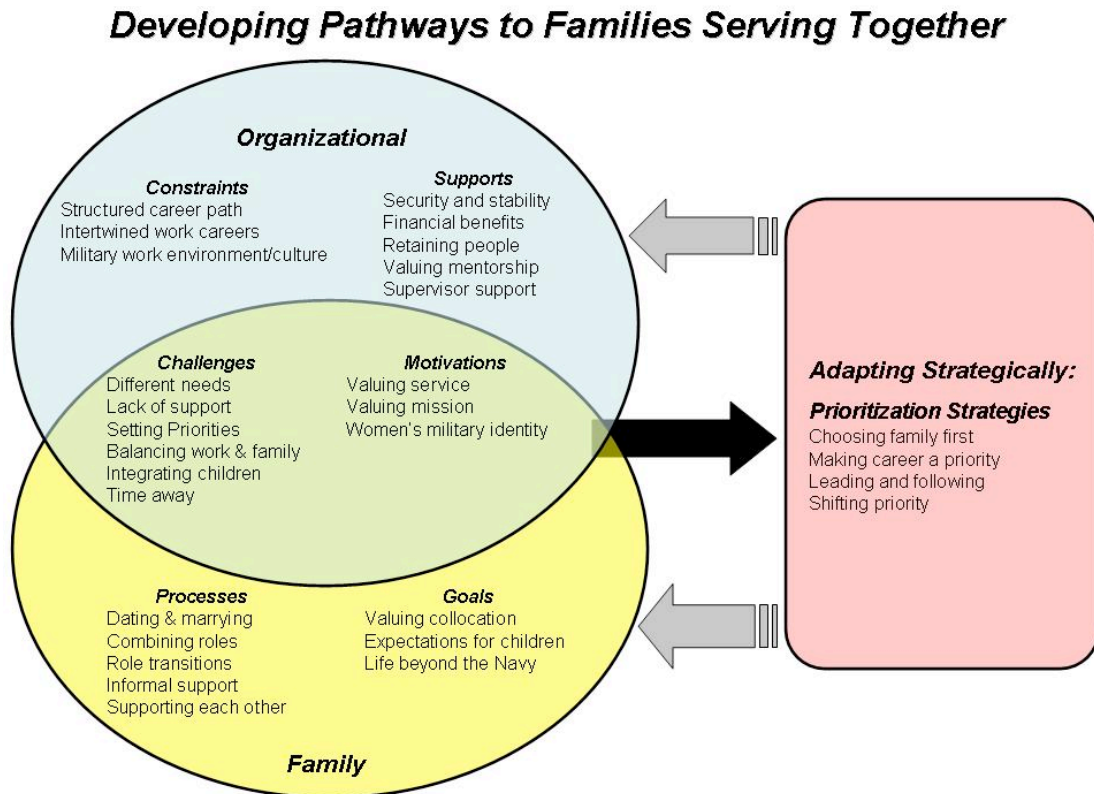 Developing Pathways to Families Serving Together
Organizational
Constraints
Structured career path
Intertwined work careers
Military work environment/culture
Supports
Security and stability
Financial benefits
Retaining people
Valuing mentorship
Supervisor support
Challenges
Different needs
Lack of support
Setting Priorities
Balancing work & family
Integrating children
Time away
Motivations
Valuing service
Valuing mission
Women's military identity
Processes
Dating & marrying
Combining roles
Role transitions
Informal support
Supporting each other
Goals
Valuing collocation
Expectations for children
Life beyond the Navy
Family
Adapting Strategically:
Prioritization Strategies
Choosing family first
Making career a priority
Leading and following
Shifting priority